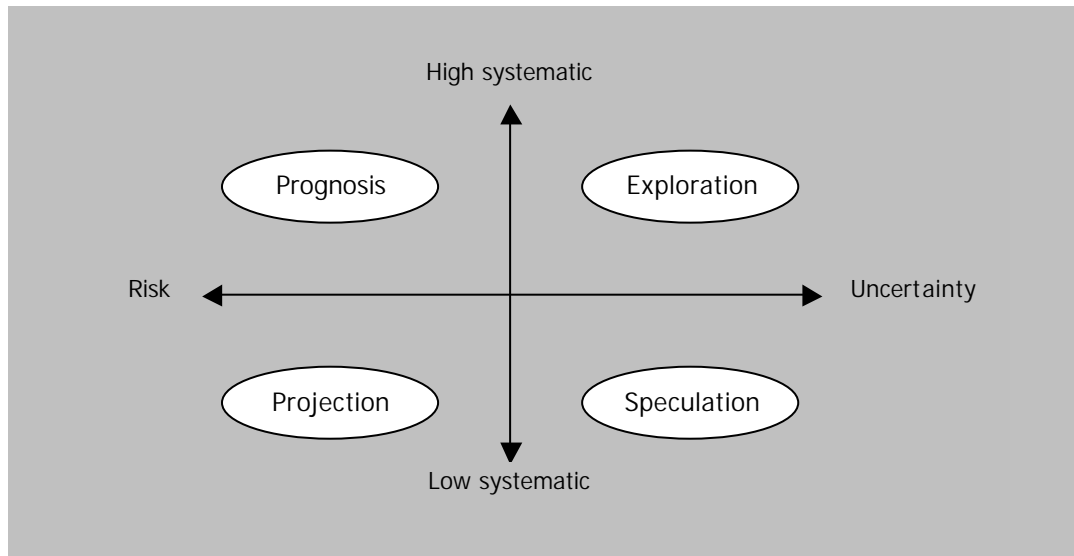 High systematic
Prognosis
Exploration
Risk
Uncertainty
Projection
Speculation
Low systematic